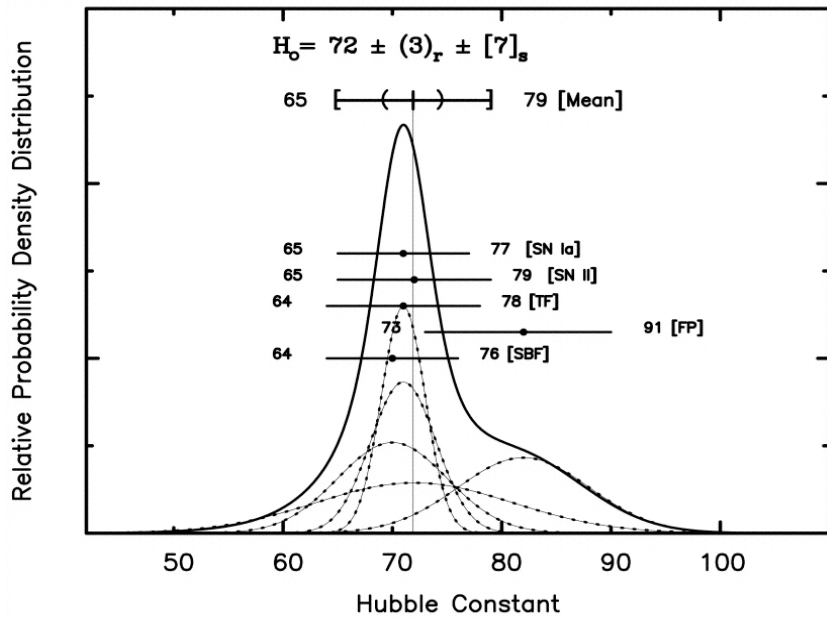 H₀= 72 ± (3)ᵣ ± [7]ₛ
65 79 [Mean]
65 77 [SN Ia]
65 79 [SN II]
64 78 [TF]
73 91 [FP]
64 76 [SBF]
Relative Probability Density Distribution
50 60 70 80 90 100
Hubble Constant